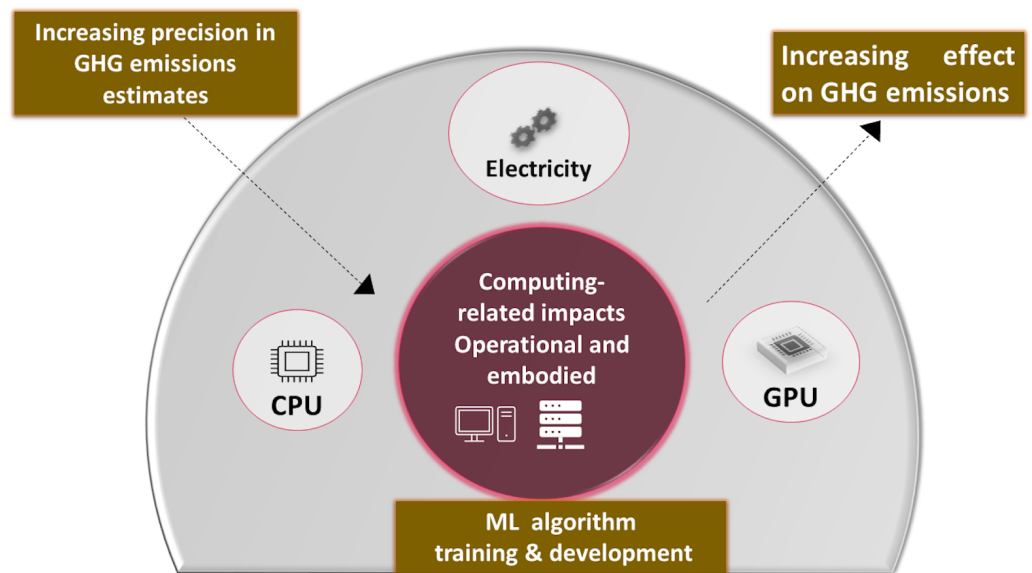 Increasing precision in
GHG emissions
estimates
Increasing effect
on GHG emissions
Electricity
Computing-
related impacts
Operational and
embodied
CPU
GPU
ML algorithm
training & development